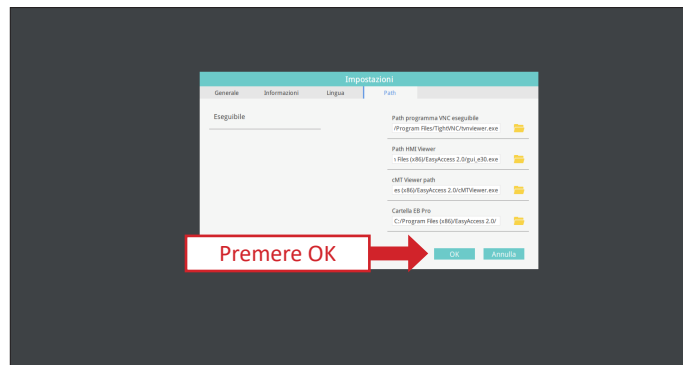 Impostazioni
Generale Informazioni Lingua Path
Eseguibile
Path programma VNC eseguibile
/Program Files/TightVNC/tvnviewer.exe
Path HMI Viewer
Files (x86)/EasyAccess 2.0/gui_e30.exe
cMT Viewer path
es (x86)/EasyAccess 2.0/cMTViewer.exe
Cartella EB Pro
C:/Program Files (x86)/EasyAccess 2.0/
Premere OK
OK Annulla